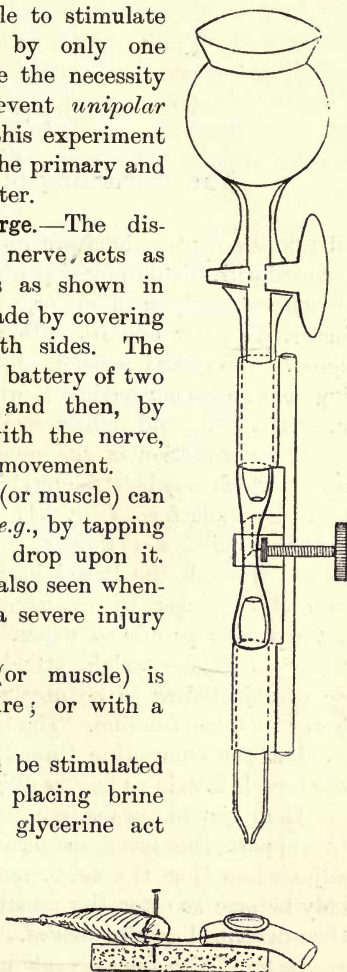 le to stimulate
by only one
e the necessity
event unipolar
his experiment
he primary and
ter.
rge.—The dis-
nerve acts as
s as shown in
ade by covering
th sides. The
battery of two
and then, by
with the nerve,
movement.
(or muscle) can
e.g., by tapping
drop upon it.
also seen when-
a severe injury
(or muscle) is
ire; or with a
be stimulated
placing brine
glycerine act